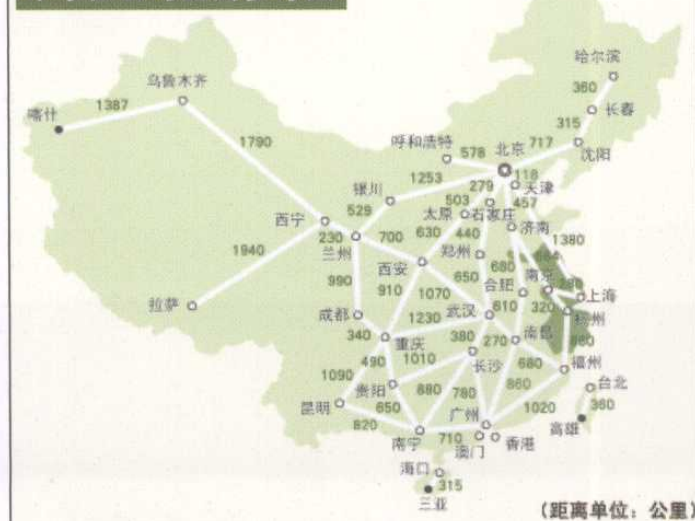 哈尔滨
乌鲁木齐
360
喀什
1387
长春
315
呼和浩特
578
北京
717
沈阳
1790
1253
118
天津
银川
279
529
503
457
太原
石家庄
西宁
630
440
济南
1380
230
700
兰州
郑州
1940
西安
680
南京
990
650
合肥
上海
910
1070
320
拉萨
610
杭州
成都
1230
武汉
340
380
270
南昌
重庆
490
1010
长沙
680
福州
1090
贵阳
860
台北
880
780
650
广州
1020
360
昆明
820
高雄
南宁
710
澳门
香港
海口
315
三亚
(距离单位：公里)